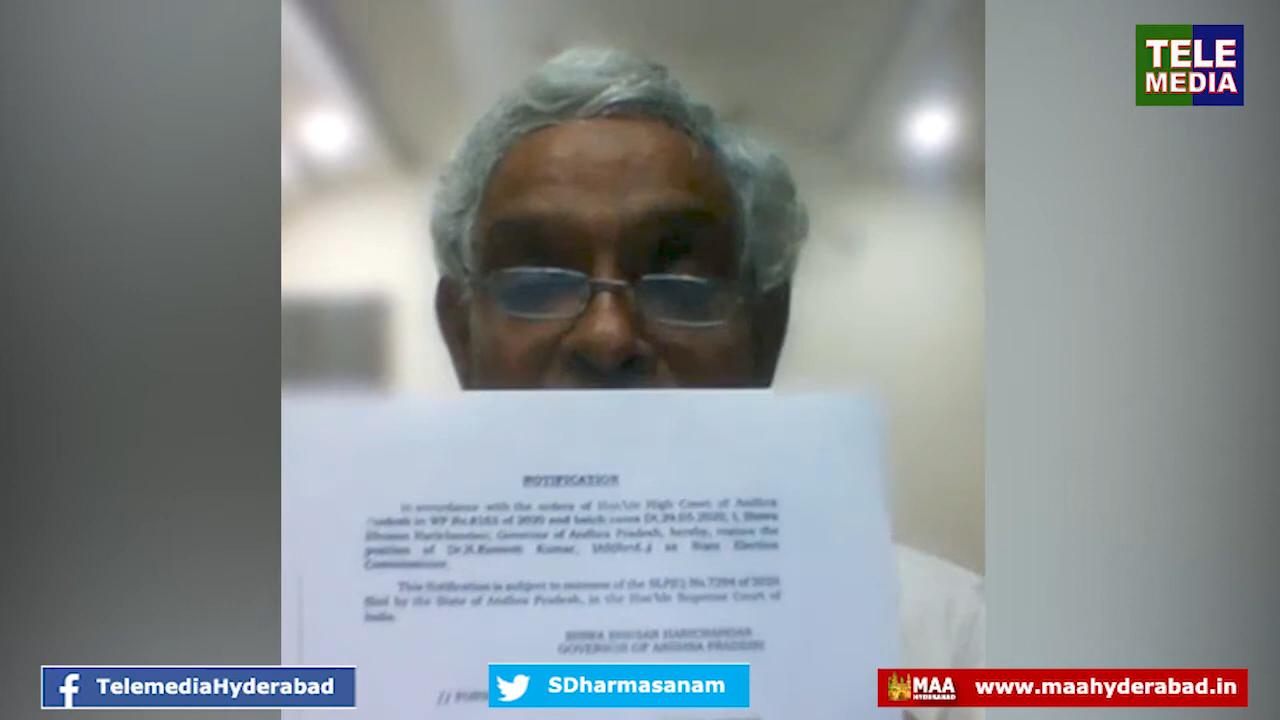 TELE
MEDIA
NOTIFICATION
In accordance with the orders of Hon'ble High Court of Andhra
Pradesh in WP No.8163 of 2020 and batch cases Dt.29.05.2020, I, Biswa
Bhusan Harichandan, Governor of Andhra Pradesh, hereby, restore the
position of Dr.N.Ramesh Kumar, IAS(Retd.,) as State Election
Commissioner.
This Notification is subject to outcome of the SLP(C) No.7394 of 2020
filed by the State of Andhra Pradesh, in the Hon'ble Supreme Court of
India.
BISWA BHUSAN HARICHANDAN
GOVERNOR OF ANDHRA PRADESH
TelemediaHyderabad
SDharmasanam
MAA
HYDERABAD
www.maahyderabad.in